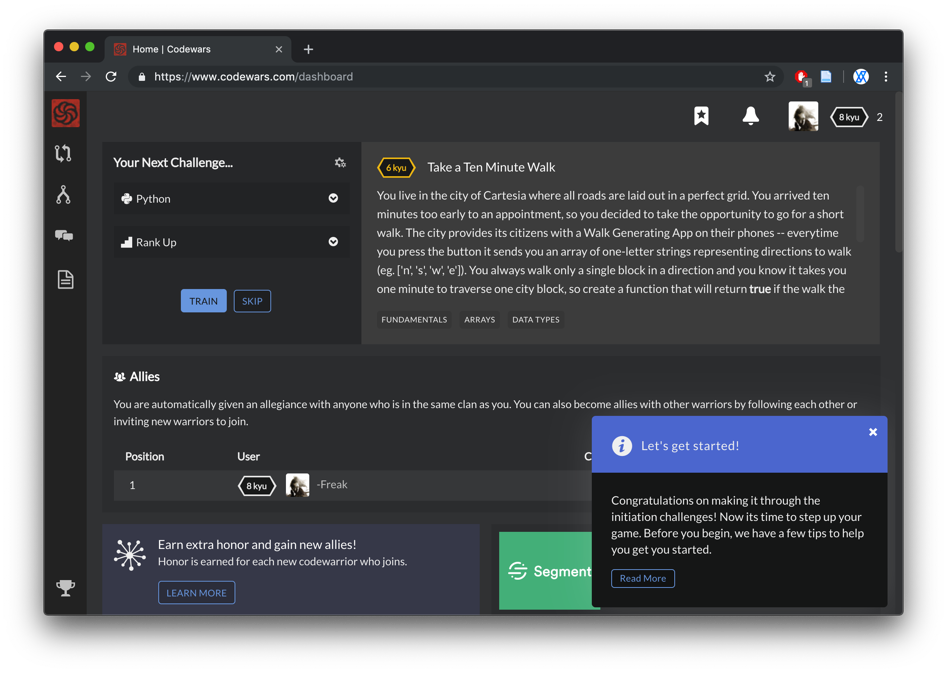 Home | Codewars
https://www.codewars.com/dashboard
1
8 kyu 2
Your Next Challenge...
Python
Rank Up
TRAIN SKIP
6 kyu Take a Ten Minute Walk
You live in the city of Cartesia where all roads are laid out in a perfect grid. You arrived ten
minutes too early to an appointment, so you decided to take the opportunity to go for a short
walk. The city provides its citizens with a Walk Generating App on their phones -- everytime
you press the button it sends you an array of one-letter strings representing directions to walk
(eg. ['n', 's', 'w', 'e']). You always walk only a single block in a direction and you know it takes you
one minute to traverse one city block, so create a function that will return true if the walk the
FUNDAMENTALS ARRAYS DATA TYPES
Allies
You are automatically given an allegiance with anyone who is in the same clan as you. You can also become allies with other warriors by following each other or
inviting new warriors to join.
Position User C
1 8 kyu -Freak
Earn extra honor and gain new allies!
Honor is earned for each new codewarrior who joins.
LEARN MORE
Segment
i Let's get started!
Congratulations on making it through the
initiation challenges! Now its time to step up your
game. Before you begin, we have a few tips to help
you get you started.
Read More